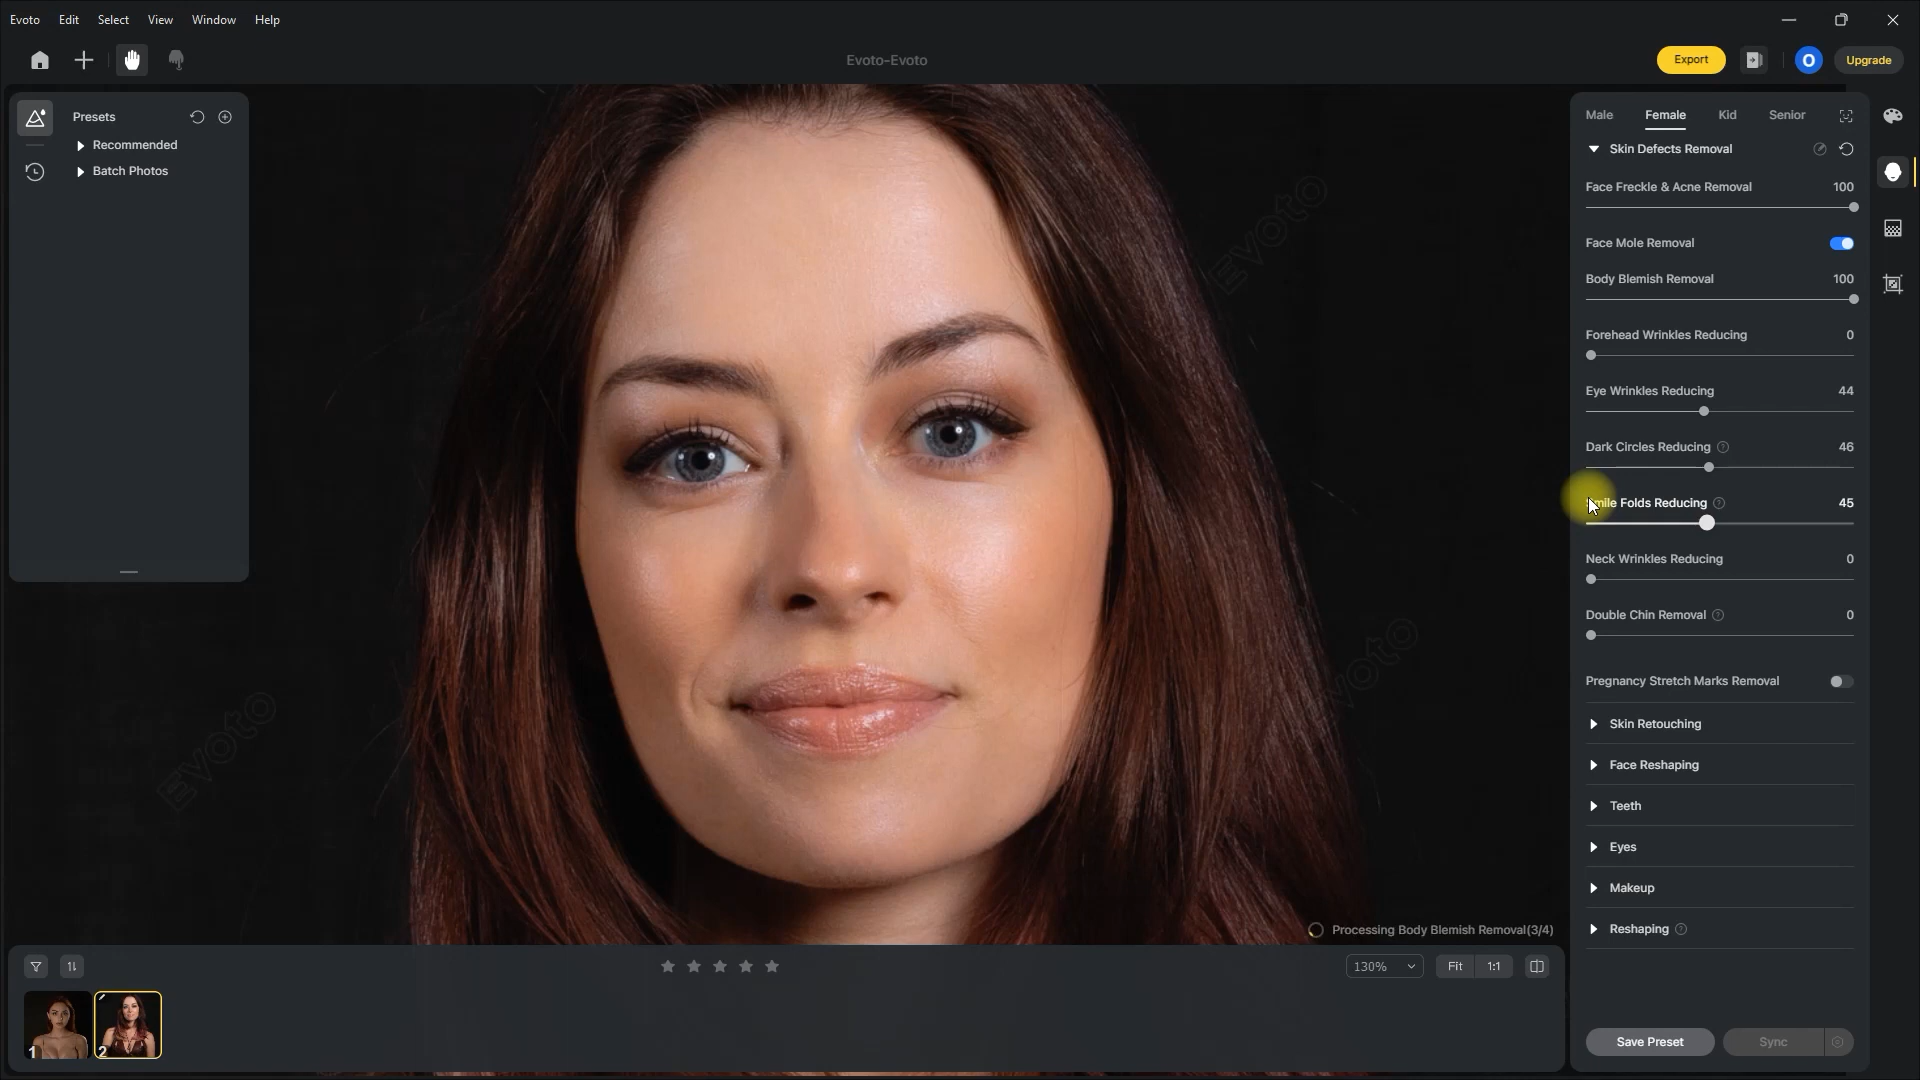 Evoto Edit Select View Window Help
Evoto-Evoto
Export
O
Upgrade
Presets
Recommended
Batch Photos
Male Female Kid Senior
Skin Defects Removal
Face Freckle & Acne Removal 100
Face Mole Removal
Body Blemish Removal 100
Forehead Wrinkles Reducing 0
Eye Wrinkles Reducing 44
Dark Circles Reducing ? 46
Smile Folds Reducing ? 45
Neck Wrinkles Reducing 0
Double Chin Removal ? 0
Pregnancy Stretch Marks Removal
Skin Retouching
Face Reshaping
Teeth
Eyes
Makeup
Reshaping ?
Save Preset Sync
EVOTO
EVOTO
EVOTO
Processing Body Blemish Removal(3/4)
130% Fit 1:1
1
2